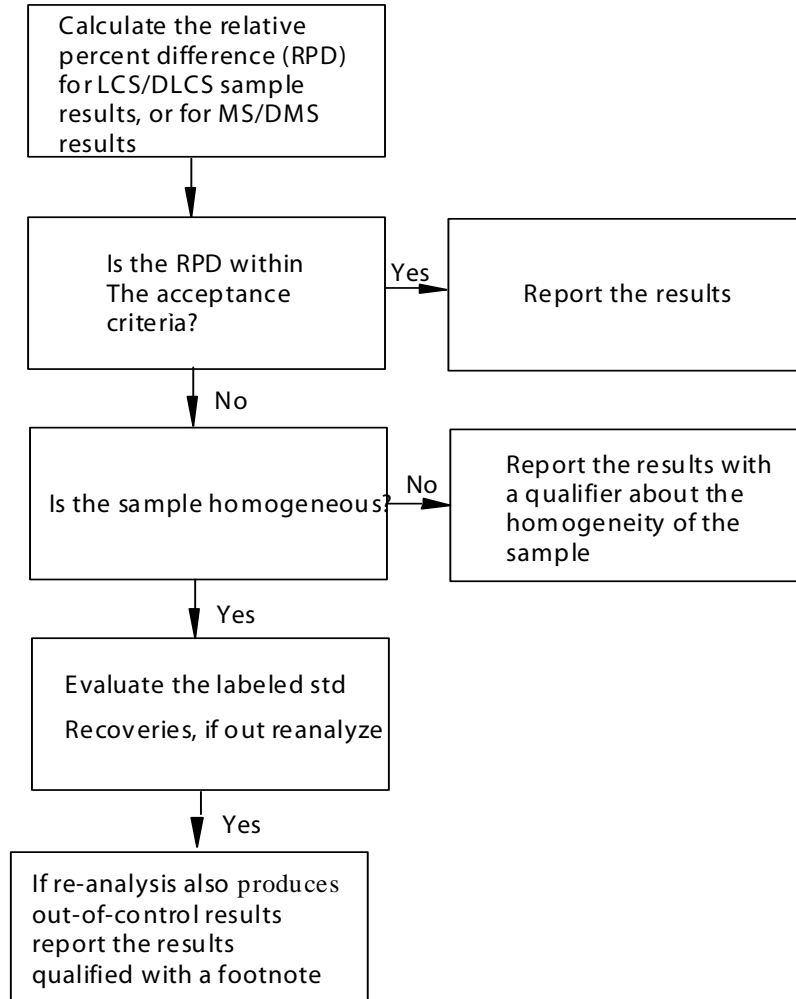 Calculate the relative
percent difference (RPD)
for LCS/DLCS sample
results, or for MS/DMS
results
Is the RPD within
The acceptance
criteria?
Yes
Report the results
No
Is the sample homogeneous?
No
Report the results with
a qualifier about the
homogeneity of the
sample
Yes
Evaluate the labeled std
Recoveries, if out reanalyze
Yes
If re-analysis also produces
out-of-control results
report the results
qualified with a footnote